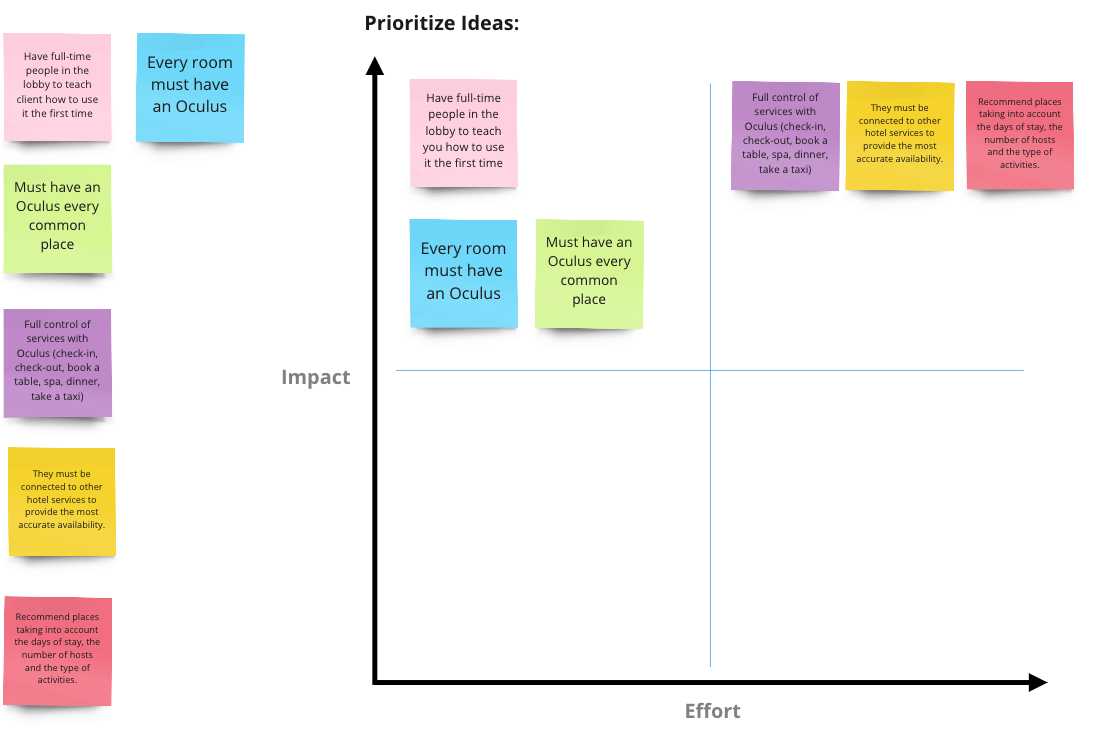 Prioritize Ideas:
Have full-time
people in the
lobby to teach
client how to use
it the first time
Every room
must have
an Oculus
Must have an
Oculus every
common
place
Full control of
services with
Oculus (check-in,
check-out, book a
table, spa, dinner,
take a taxi)
They must be
connected to other
hotel services to
provide the most
accurate availability.
Recommend places
taking into account
the days of stay, the
number of hosts
and the type of
activities.
Have full-time
people in the
lobby to teach
you how to use
it the first time
Every room
must have
an Oculus
Must have an
Oculus every
common
place
Full control of
services with
Oculus (check-in,
check-out, book a
table, spa, dinner,
take a taxi)
They must be
connected to other
hotel services to
provide the most
accurate availability.
Recommend places
taking into account
the days of stay, the
number of hosts
and the type of
activities.
Impact
Effort